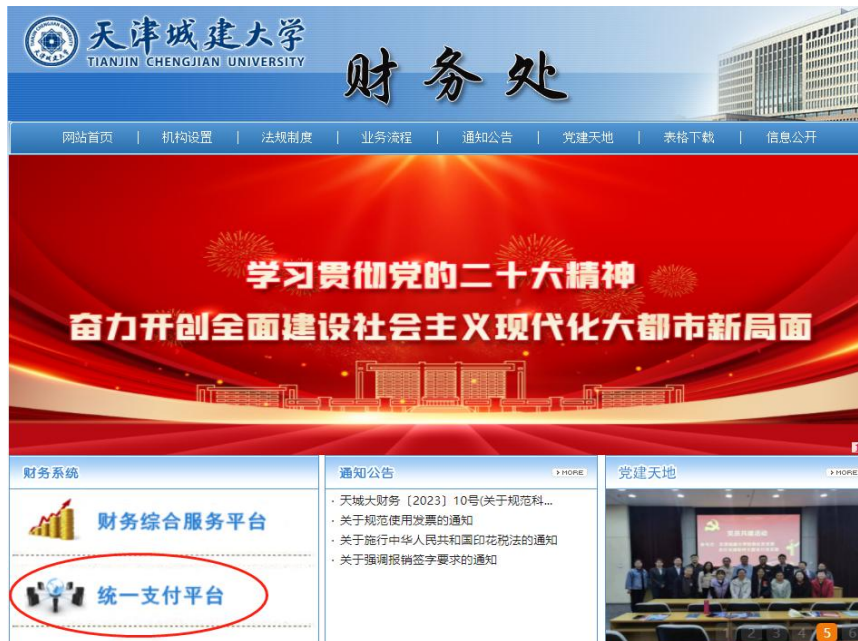 天津城建大学
TIANJIN CHENGJIAN UNIVERSITY
财务处
网站首页 | 机构设置 | 法规制度 | 业务流程 | 通知公告 | 党建天地 | 表格下载 | 信息公开
学习贯彻党的二十大精神
奋力开创全面建设社会主义现代化大都市新局面
财务系统
通知公告
MORE
党建天地
MORE
财务综合服务平台
统一支付平台
· 天城大财务〔2023〕10号(关于规范科...
· 关于规范使用发票的通知
· 关于施行中华人民共和国印花税法的通知
· 关于强调报销签字要求的通知
1 2 3 4 5